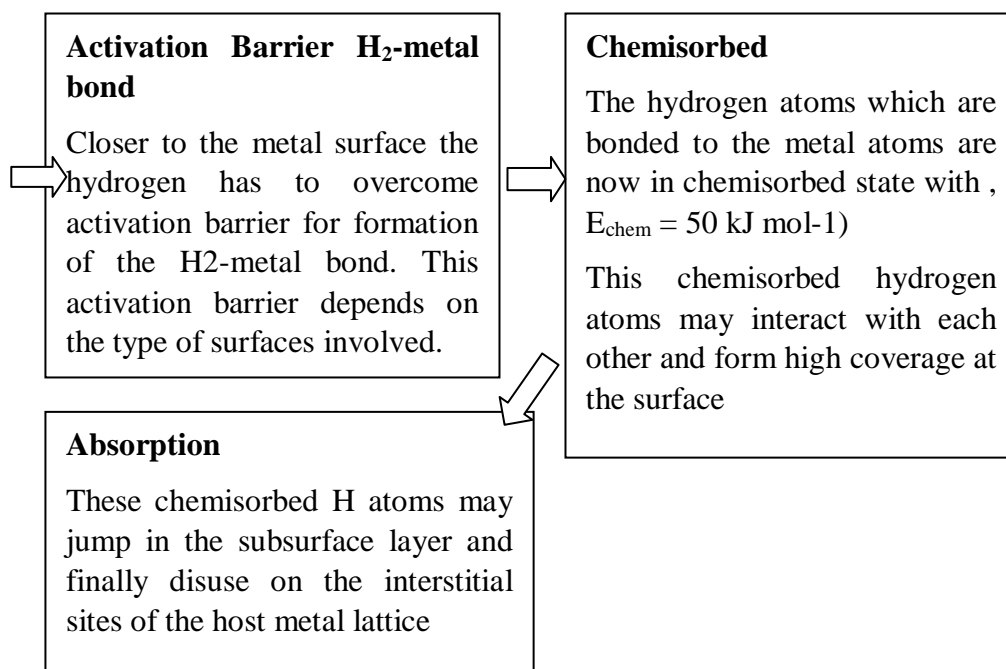 Activation Barrier H₂-metal
bond
Closer to the metal surface the
hydrogen has to overcome
activation barrier for formation
of the H2-metal bond. This
activation barrier depends on
the type of surfaces involved.
Chemisorbed
The hydrogen atoms which are
bonded to the metal atoms are
now in chemisorbed state with ,
Echem = 50 kJ mol-1)
This chemisorbed hydrogen
atoms may interact with each
other and form high coverage at
the surface
Absorption
These chemisorbed H atoms may
jump in the subsurface layer and
finally disuse on the interstitial
sites of the host metal lattice